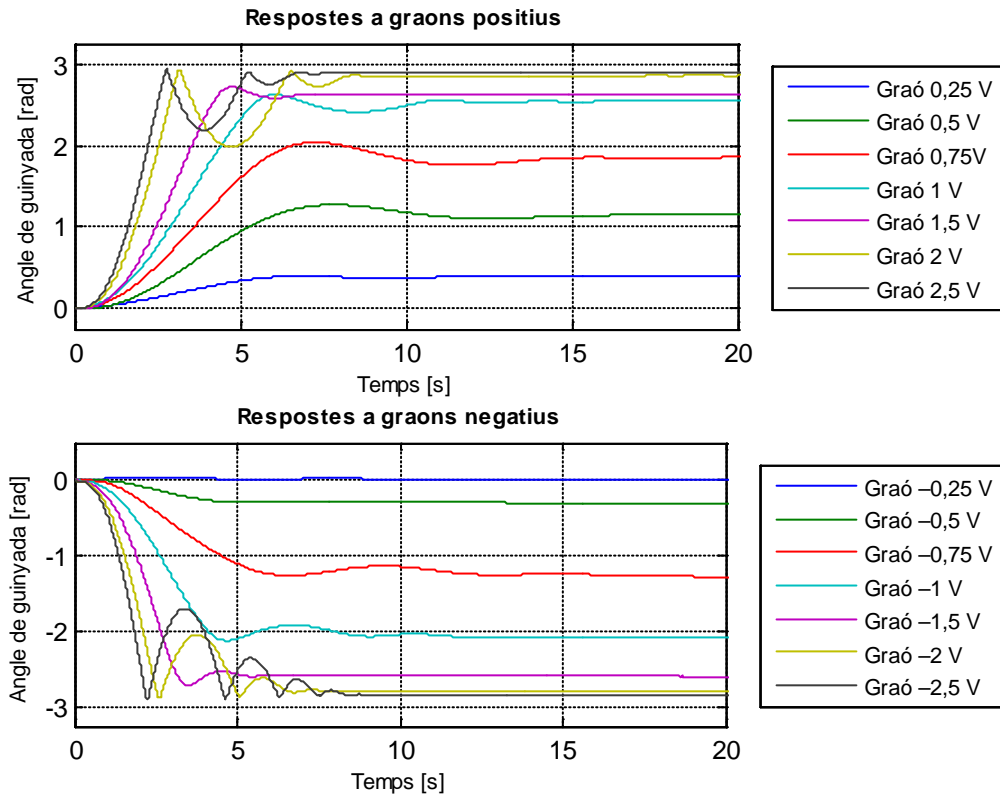 Respostes a graons positius
3
2
1
0
Angle de guinyada [rad]
0
5
10
15
20
Temps [s]
Graó 0,25 V
Graó 0,5 V
Graó 0,75V
Graó 1 V
Graó 1,5 V
Graó 2 V
Graó 2,5 V
Respostes a graons negatius
0
-1
-2
-3
Angle de guinyada [rad]
0
5
10
15
20
Temps [s]
Graó –0,25 V
Graó –0,5 V
Graó –0,75 V
Graó –1 V
Graó –1,5 V
Graó –2 V
Graó –2,5 V